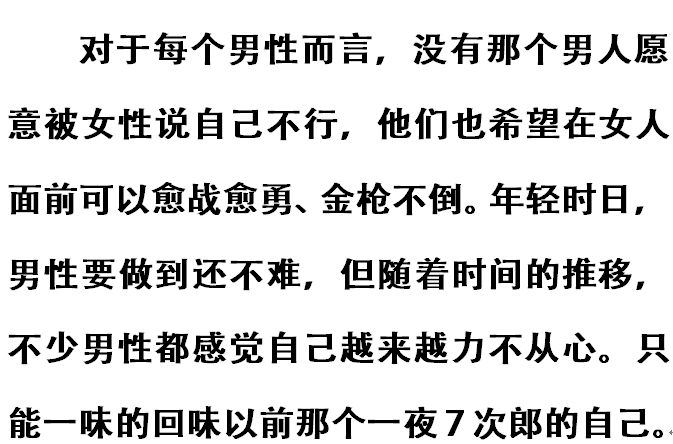 对于每个男性而言，没有那个男人愿
意被女性说自己不行，他们也希望在女人
面前可以愈战愈勇、金枪不倒。年轻时日，
男性要做到还不难，但随着时间的推移，
不少男性都感觉自己越来越力不从心。只
能一味的回味以前那个一夜7次郎的自己。